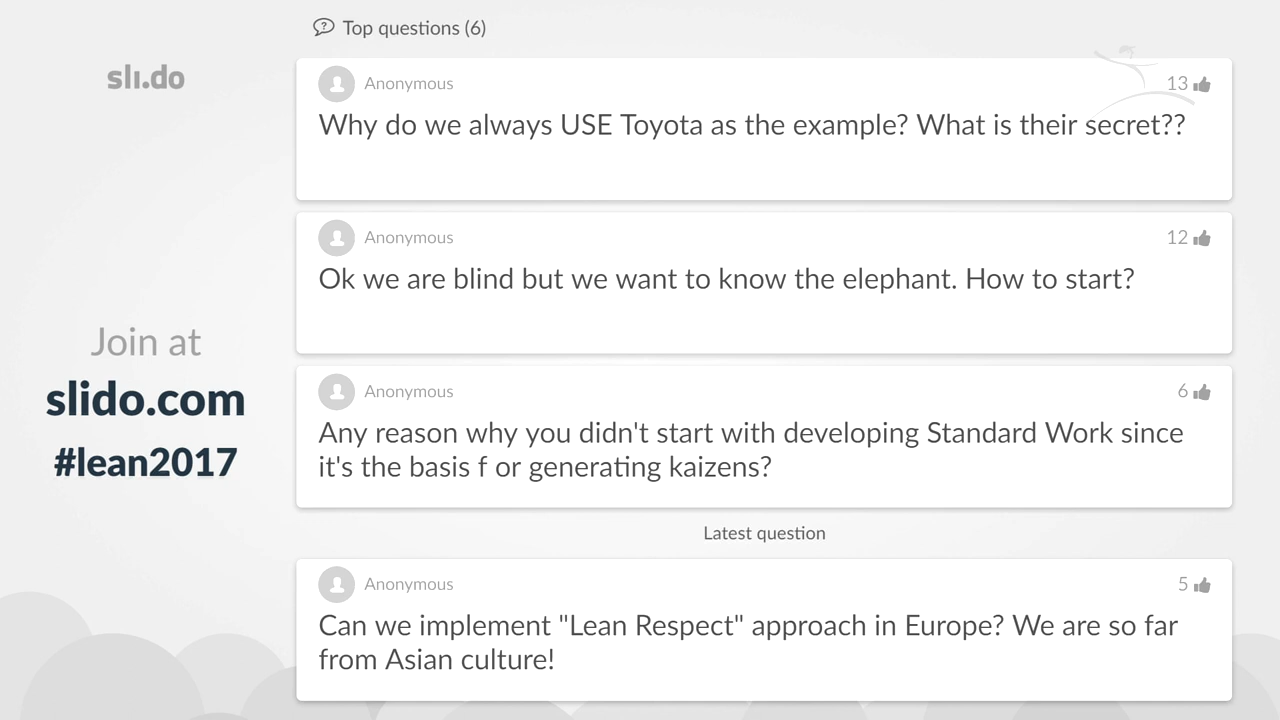 Top questions (6)
sli.do
Anonymous
13
Why do we always USE Toyota as the example? What is their secret??
Anonymous
12
Ok we are blind but we want to know the elephant. How to start?
Join at
slido.com
#lean2017
Anonymous
6
Any reason why you didn't start with developing Standard Work since
it's the basis f or generating kaizens?
Latest question
Anonymous
5
Can we implement "Lean Respect" approach in Europe? We are so far
from Asian culture!